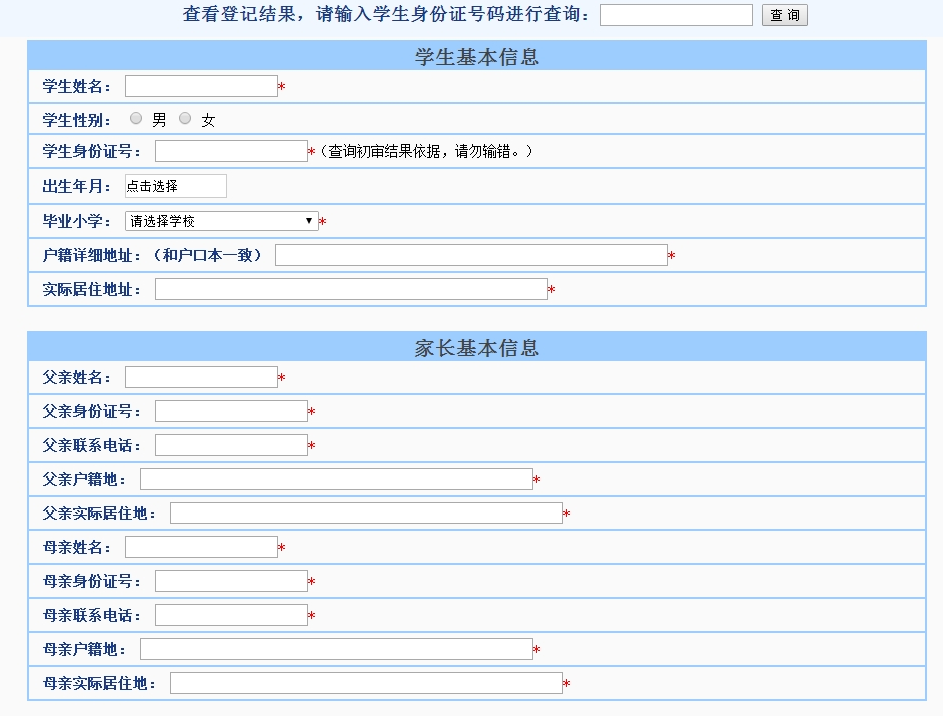 查看登记结果，请输入学生身份证号码进行查询： 查 询
学生基本信息
学生姓名： *
学生性别： 男 女
学生身份证号： *（查询初审结果依据，请勿输错。）
出生年月： 点击选择
毕业小学： 请选择学校 *
户籍详细地址：（和户口本一致） *
实际居住地址： *
家长基本信息
父亲姓名： *
父亲身份证号： *
父亲联系电话： *
父亲户籍地： *
父亲实际居住地： *
母亲姓名： *
母亲身份证号： *
母亲联系电话： *
母亲户籍地： *
母亲实际居住地： *